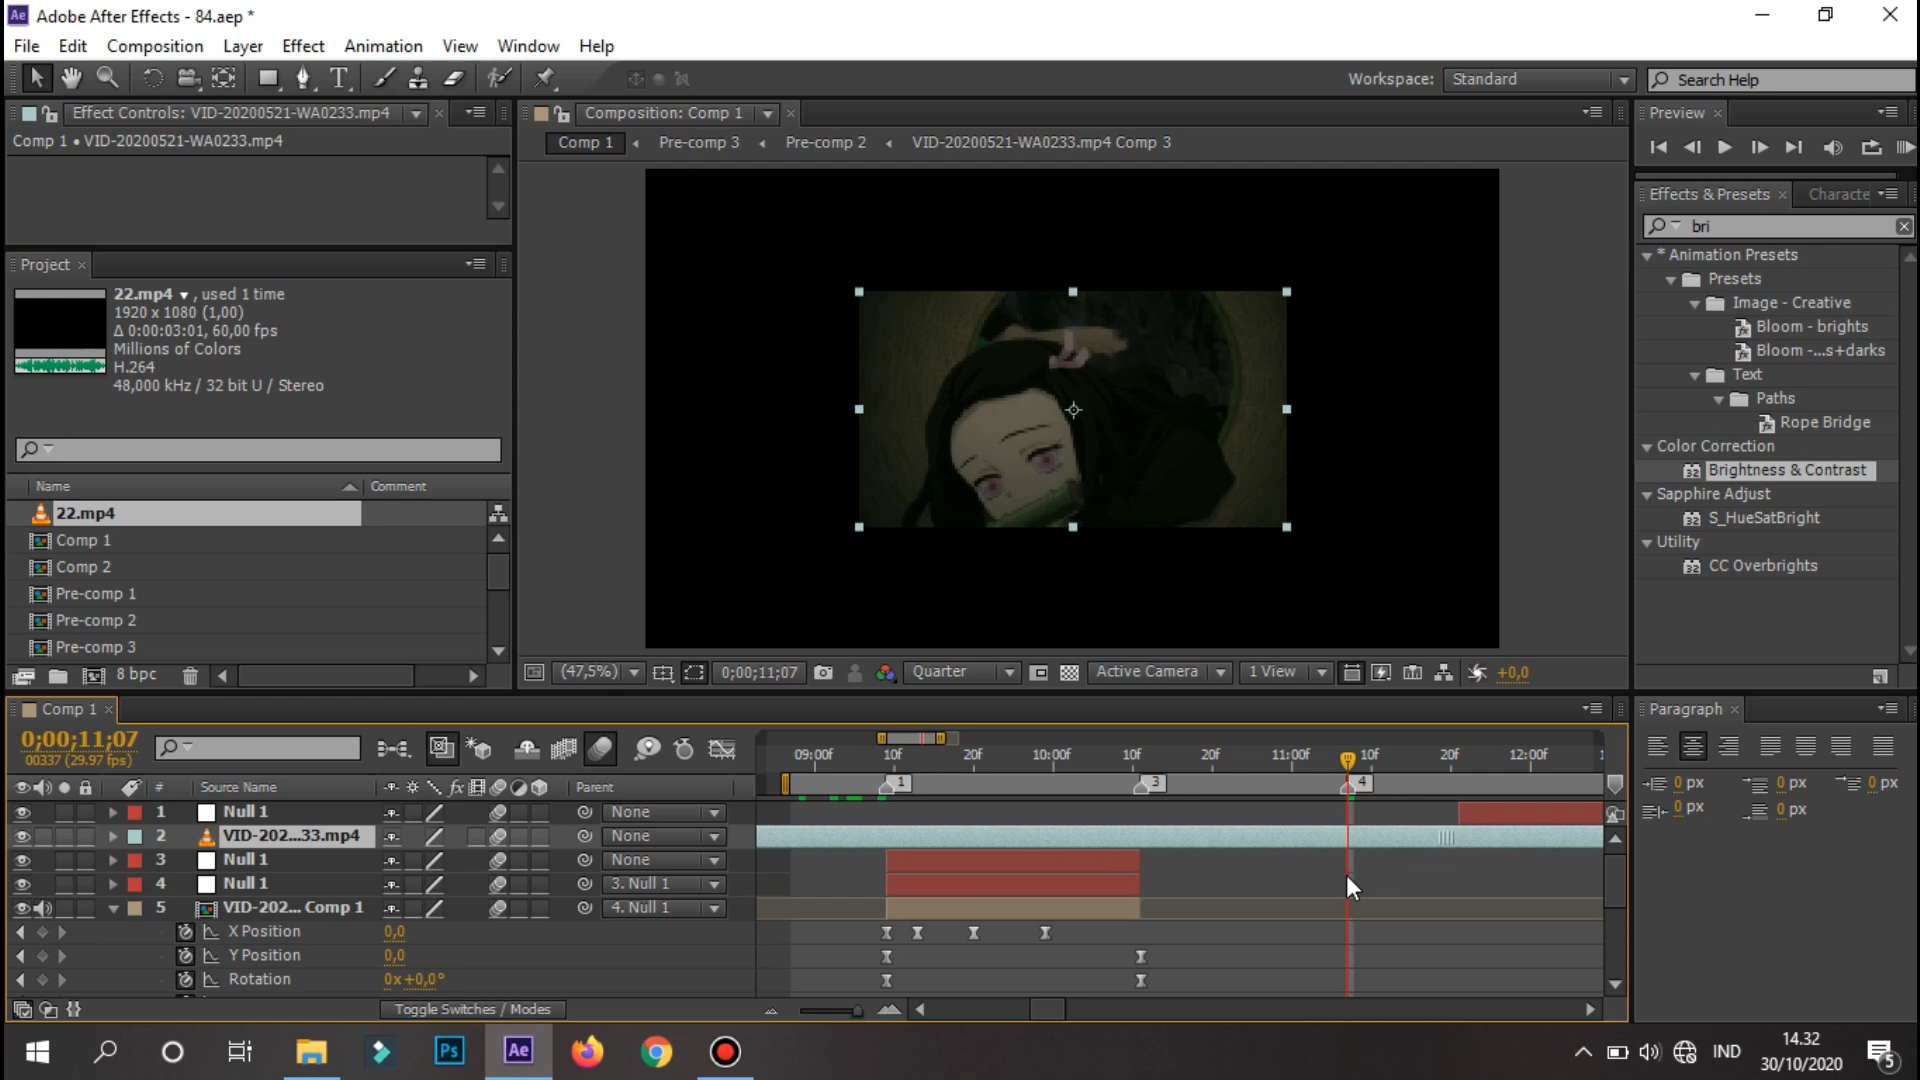 Ae Adobe After Effects - 84.aep *
File Edit Composition Layer Effect Animation View Window Help
T Workspace: Standard Search Help
Effect Controls: VID-20200521-WA0233.mp4
Comp 1 • VID-20200521-WA0233.mp4
Project
22.mp4 , used 1 time
1920 x 1080 (1,00)
Δ 0:00:03:01, 60,00 fps
Millions of Colors
H.264
48,000 kHz / 32 bit U / Stereo
Name Comment
22.mp4
Comp 1
Comp 2
Pre-comp 1
Pre-comp 2
Pre-comp 3
8 bpc
Composition: Comp 1
Comp 1 Pre-comp 3 Pre-comp 2 VID-20200521-WA0233.mp4 Comp 3
(47,5%) 0;00;11;07 Quarter Active Camera 1 View +0,0
Preview
Effects & Presets Characte
bri
* Animation Presets
Presets
Image - Creative
Bloom - brights
Bloom -...s+darks
Text
Paths
Rope Bridge
Color Correction
Brightness & Contrast
Sapphire Adjust
S_HueSatBright
Utility
CC Overbrights
Comp 1
0;00;11;07
00337 (29.97 fps)
09:00f 10f 20f 10:00f 10f 20f 11:00f 10f 20f 12:00f 1
1 3 4
# Source Name fx Parent
1 Null 1 None
2 VID-202...33.mp4 None
3 Null 1 None
4 Null 1 3. Null 1
5 VID-202... Comp 1 4. Null 1
X Position 0,0
Y Position 0,0
Rotation 0x+0,0°
Toggle Switches / Modes
Paragraph
0 px 0 px 0 px
0 px 0 px
Ps Ae
IND
14.32
30/10/2020
5